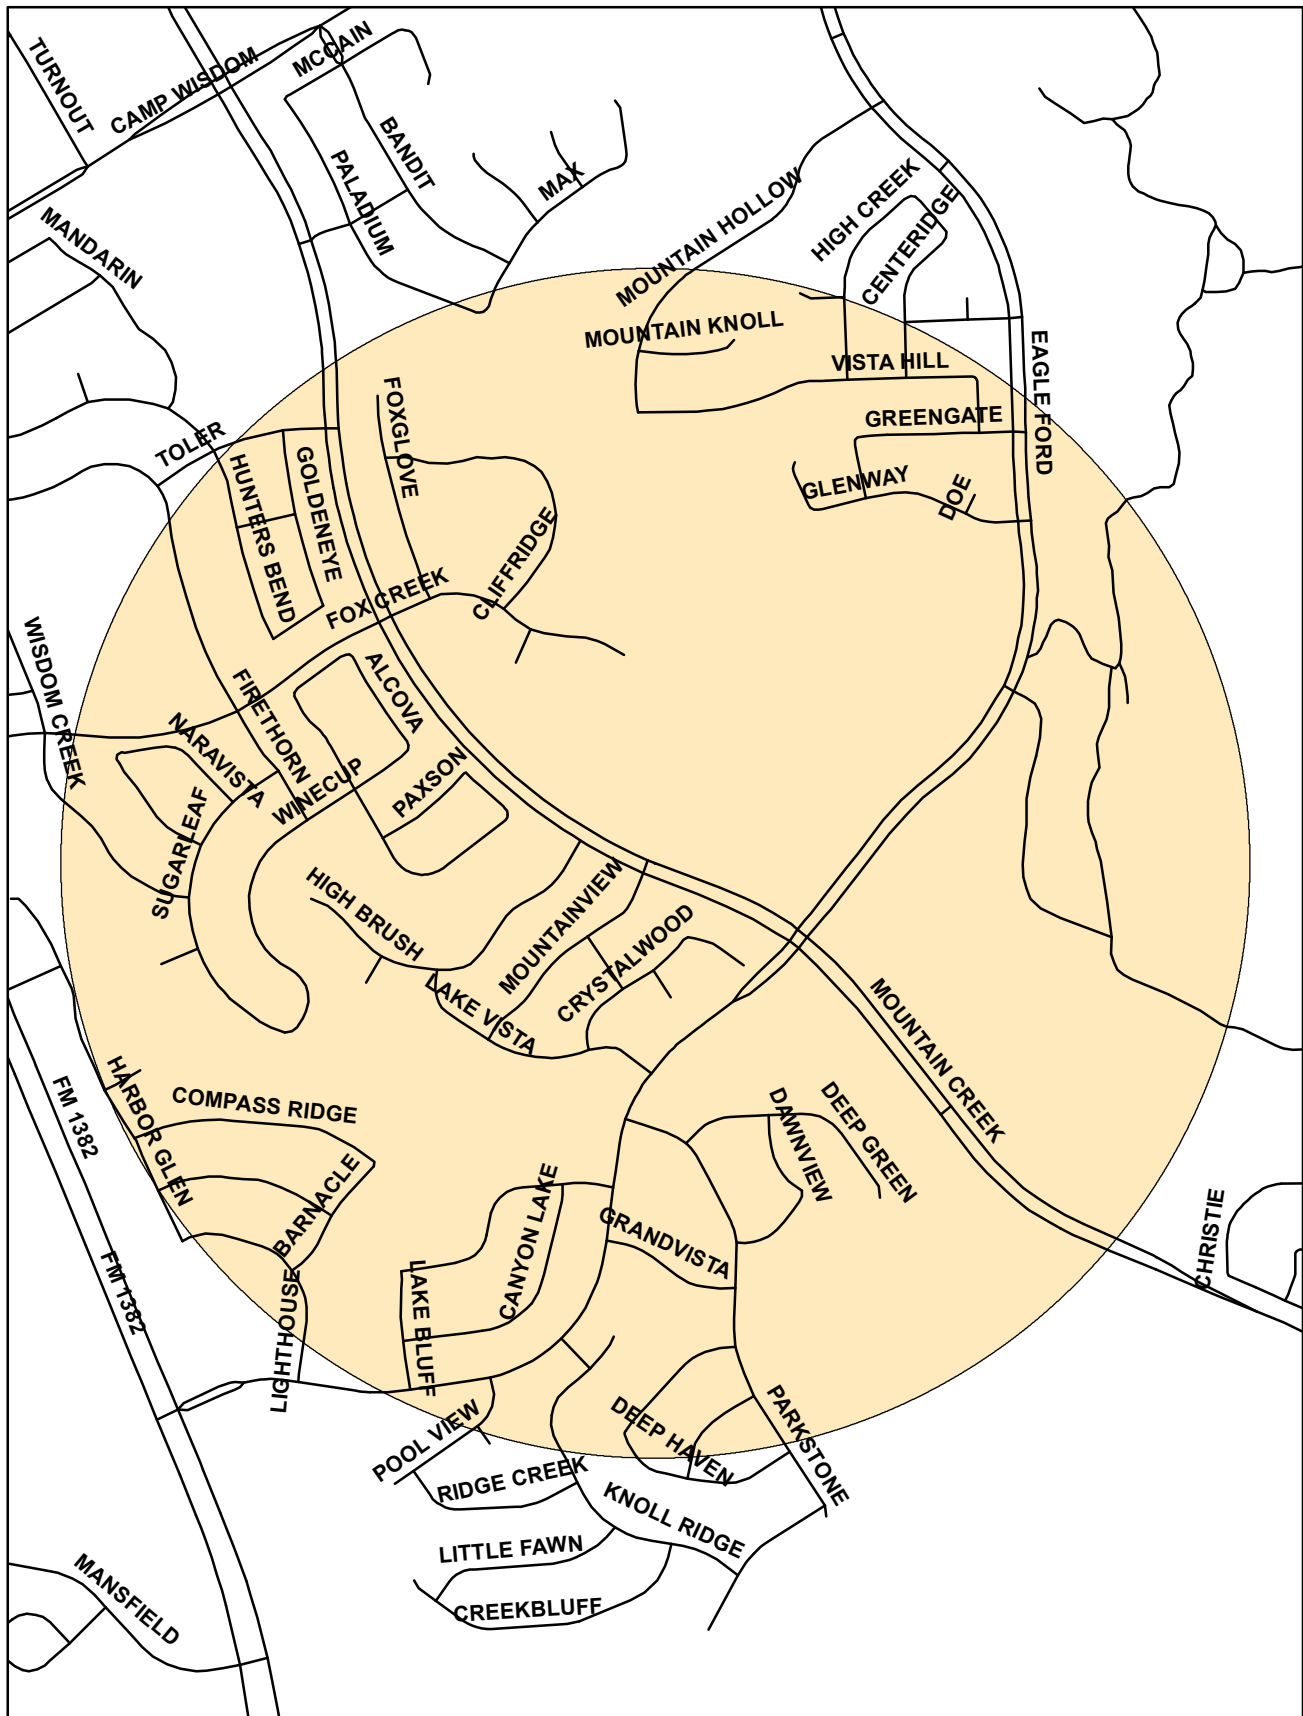 TURNOUT
CAMP WISDOM
MCCAIN
BANDIT
PALADIUM
MAX
MANDARIN
MOUNTAIN HOLLOW
HIGH CREEK
CENTERIDGE
MOUNTAIN KNOLL
VISTA HILL
EAGLE FORD
GREENGATE
GLENWAY
DOE
TOLER
FOXGLOVE
GOLDENEYE
HUNTERS BEND
CLIFFRIDGE
FOX CREEK
WISDOM CREEK
ALCOVA
FIRETHORN
NARAVISTA
WINECUP
PAXSON
SUGARLEAF
HIGH BRUSH
MOUNTAINVIEW
CRYSTALWOOD
LAKE VISTA
MOUNTAIN CREEK
HARBOR GLEN
FM 1382
COMPASS RIDGE
DAWNVIEW
DEEP GREEN
BARNACLE
CANYON LAKE
GRANDVISTA
CHRISTIE
FM 1382
LIGHTHOUSE
LAKE BLUFF
POOL VIEW
DEEP HAVEN
PARKSTONE
RIDGE CREEK
KNOLL RIDGE
LITTLE FAWN
CREEKBLUFF
MANSFIELD